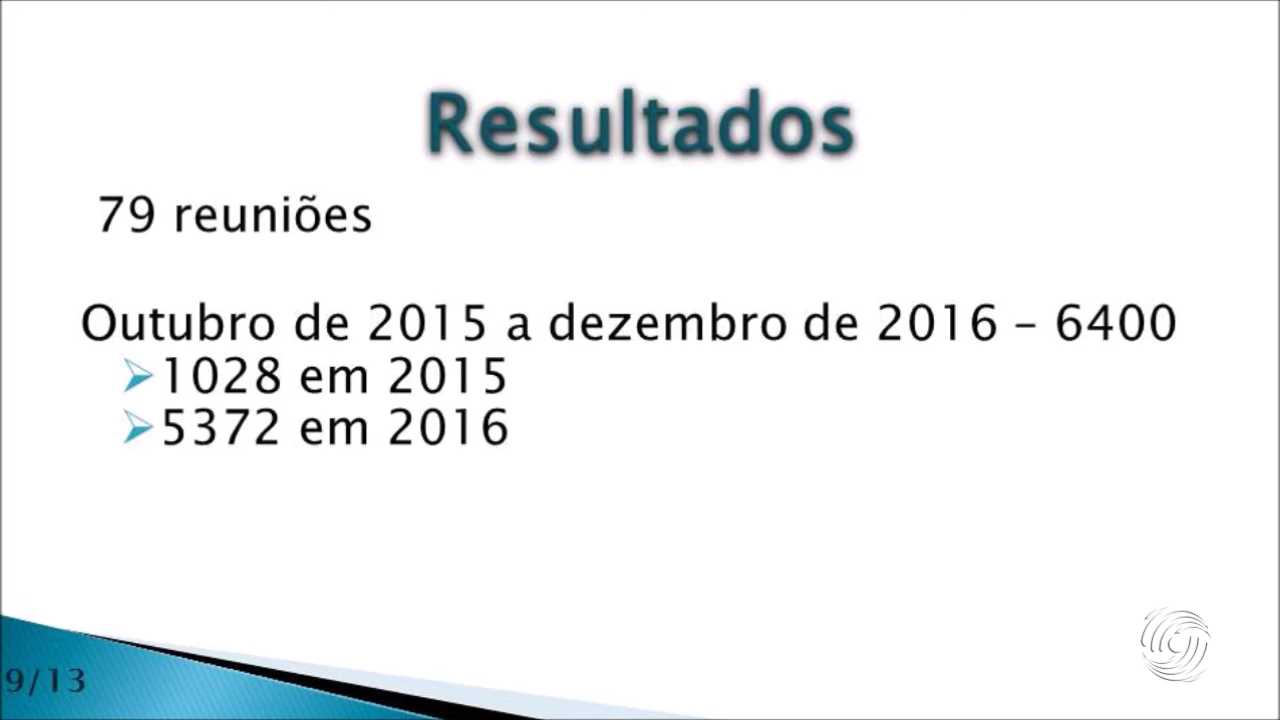 Resultados
79 reuniões
Outubro de 2015 a dezembro de 2016 – 6400
1028 em 2015
5372 em 2016
9/13